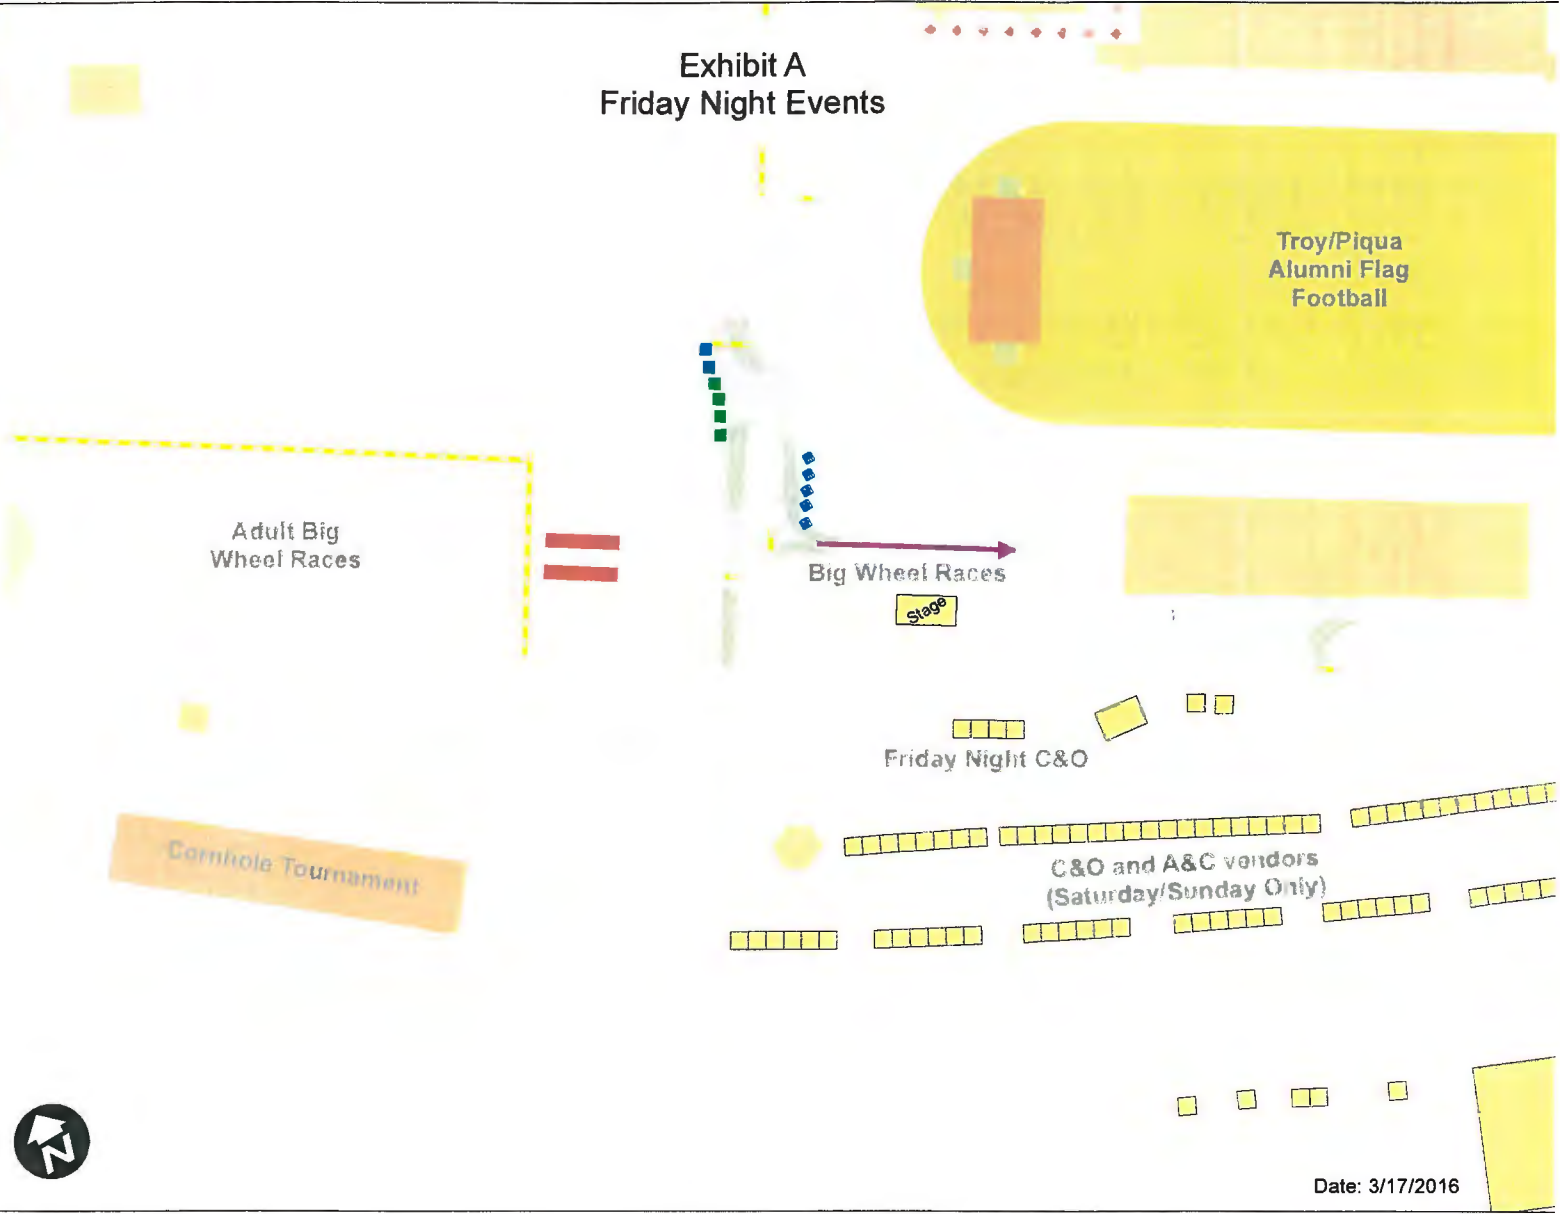 Exhibit A
Friday Night Events
Troy/Piqua
Alumni Flag
Football
Adult Big
Wheel Races
Big Wheel Races
Stage
Friday Night C&O
Cornhole Tournament
C&O and A&C vendors
(Saturday/Sunday Only)
N
Date: 3/17/2016